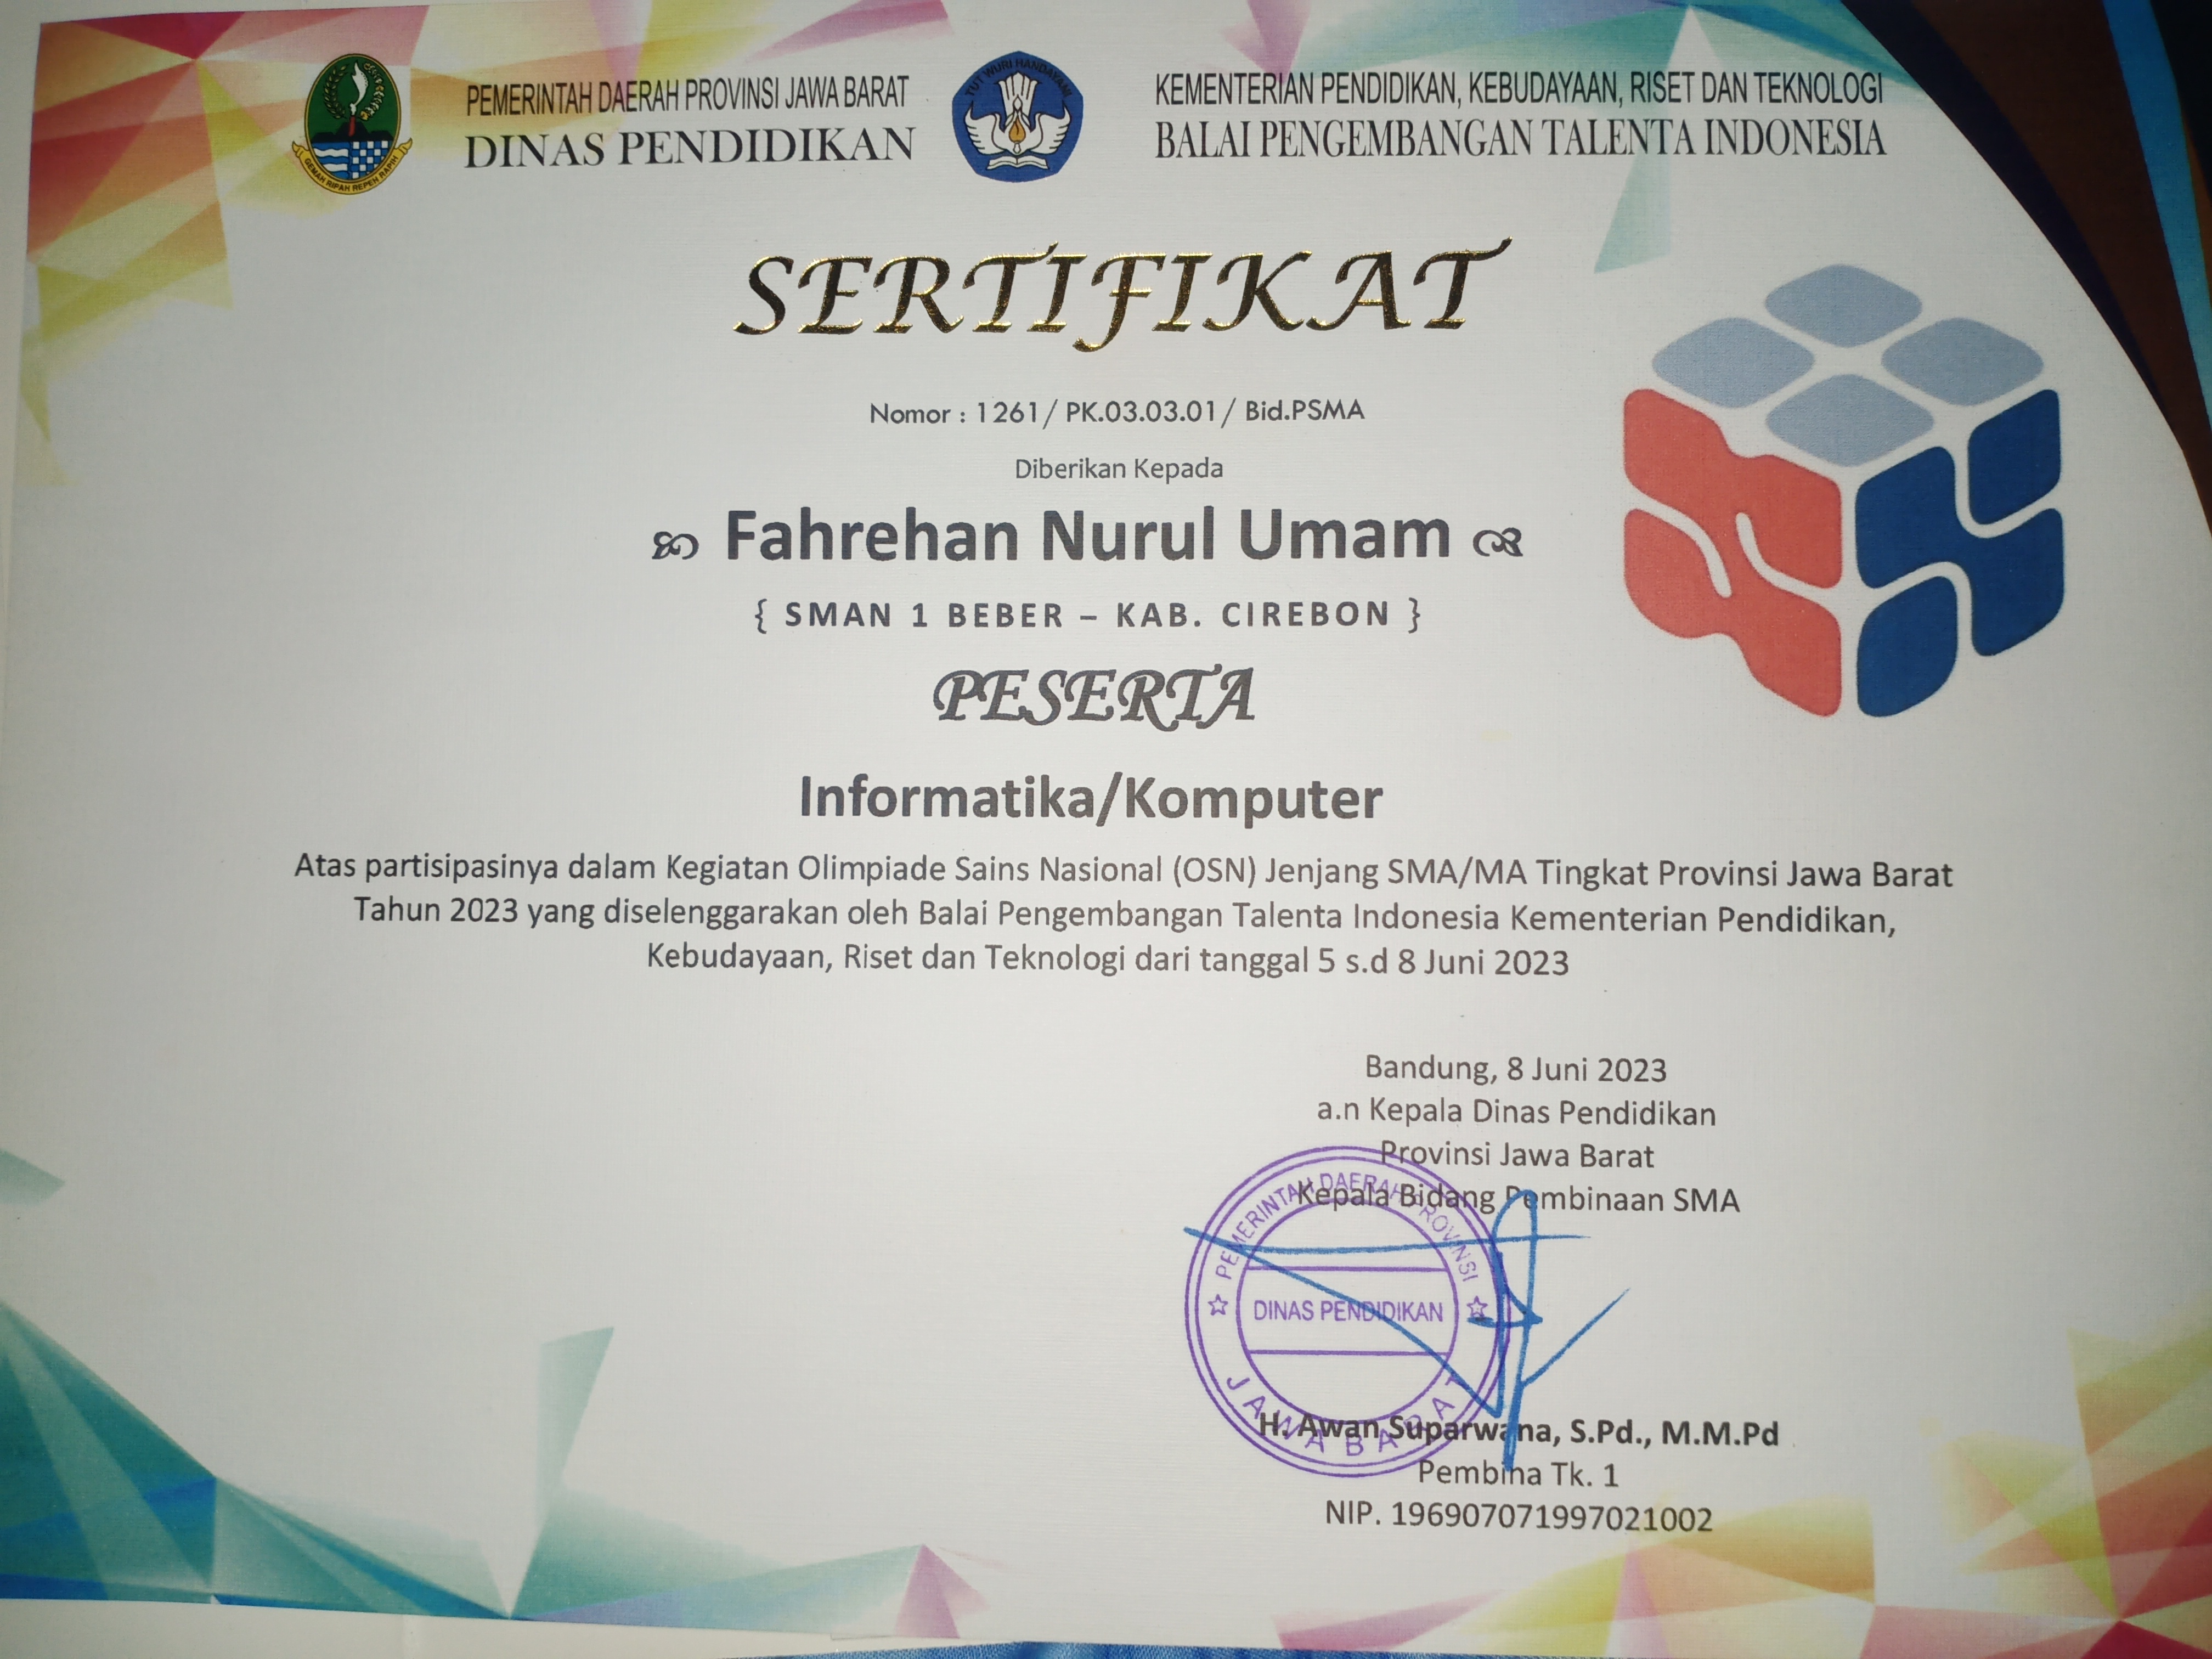 PEMERINTAH DAERAH PROVINSI JAWA BARAT
DINAS PENDIDIKAN
GEMAH RIPAH REPEH RAPIH
TUT WURI HANDAYANI
KEMENTERIAN PENDIDIKAN, KEBUDAYAAN, RISET DAN TEKNOLOGI
BALAI PENGEMBANGAN TALENTA INDONESIA
SERTIFIKAT
Nomor : 1261/ PK.03.03.01/ Bid.PSMA
Diberikan Kepada
Fahrehan Nurul Umam
{ SMAN 1 BEBER – KAB. CIREBON }
PESERTA
Informatika/Komputer
Atas partisipasinya dalam Kegiatan Olimpiade Sains Nasional (OSN) Jenjang SMA/MA Tingkat Provinsi Jawa Barat
Tahun 2023 yang diselenggarakan oleh Balai Pengembangan Talenta Indonesia Kementerian Pendidikan,
Kebudayaan, Riset dan Teknologi dari tanggal 5 s.d 8 Juni 2023
Bandung, 8 Juni 2023
a.n Kepala Dinas Pendidikan
Provinsi Jawa Barat
Kepala Bidang Pembinaan SMA
PEMERINTAH DAERAH PROVINSI
DINAS PENDIDIKAN
JAWA BARAT
H. Awan Suparwana, S.Pd., M.M.Pd
Pembina Tk. 1
NIP. 196907071997021002